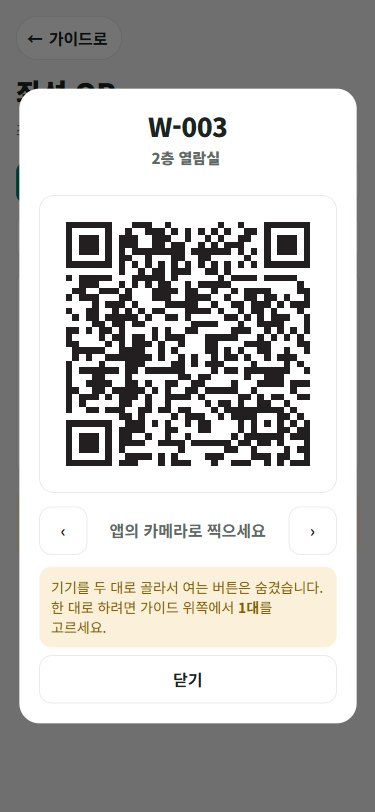 ← 가이드로
W-003
2층 열람실
‹
앱의 카메라로 찍으세요
›
기기를 두 대로 골라서 여는 버튼은 숨겼습니다.
한 대로 하려면 가이드 위쪽에서 1대를
고르세요.
닫기